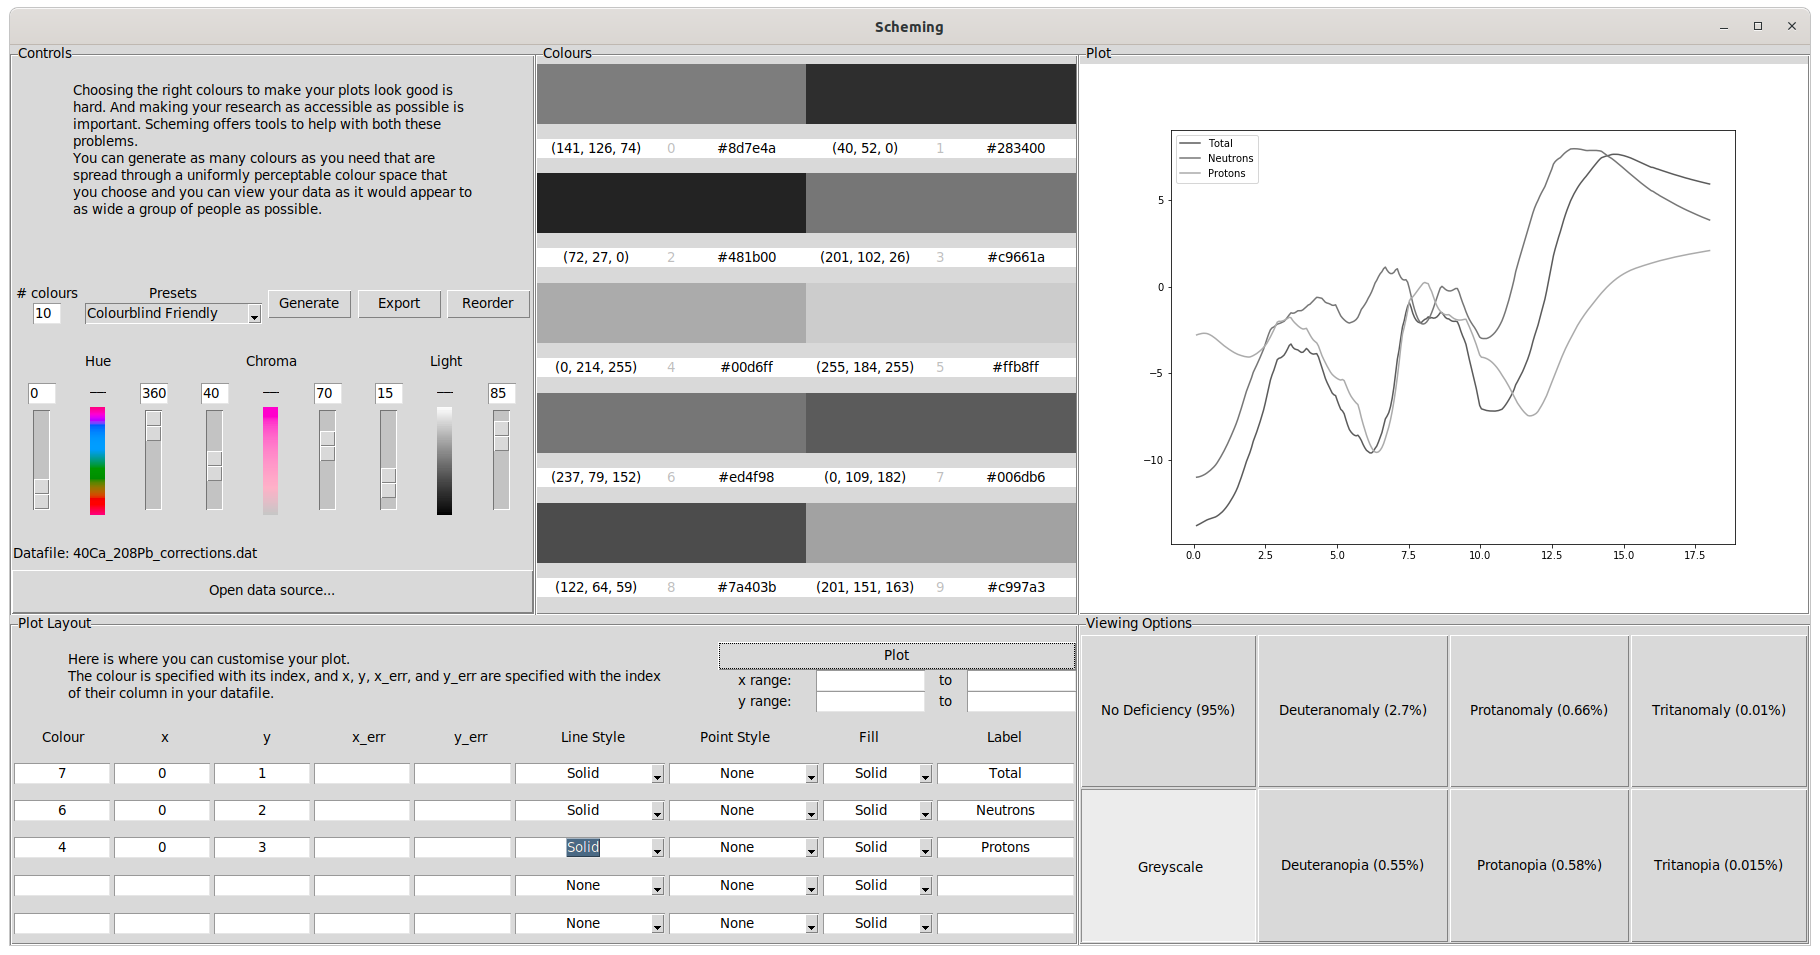 Scheming
Controls
Choosing the right colours to make your plots look good is
hard. And making your research as accessible as possible is
important. Scheming offers tools to help with both these
problems.
You can generate as many colours as you need that are
spread through a uniformly perceptable colour space that
you choose and you can view your data as it would appear to
as wide a group of people as possible.
# colours Presets
10 Colourblind Friendly Generate Export Reorder
Hue Chroma Light
0 360 40 70 15 85
Datafile: 40Ca_208Pb_corrections.dat
Open data source...
Colours
(141, 126, 74) 0 #8d7e4a (40, 52, 0) 1 #283400
(72, 27, 0) 2 #481b00 (201, 102, 26) 3 #c9661a
(0, 214, 255) 4 #00d6ff (255, 184, 255) 5 #ffb8ff
(237, 79, 152) 6 #ed4f98 (0, 109, 182) 7 #006db6
(122, 64, 59) 8 #7a403b (201, 151, 163) 9 #c997a3
Plot
Total
Neutrons
Protons
5
0
−5
−10
0.0 2.5 5.0 7.5 10.0 12.5 15.0 17.5
Plot Layout
Here is where you can customise your plot.
The colour is specified with its index, and x, y, x_err, and y_err are specified with the index
of their column in your datafile.
Plot
x range: to
y range: to
Colour x y x_err y_err Line Style Point Style Fill Label
7 0 1 Solid None Solid Total
6 0 2 Solid None Solid Neutrons
4 0 3 Solid None Solid Protons
None None Solid
None None Solid
Viewing Options
No Deficiency (95%) Deuteranomaly (2.7%) Protanomaly (0.66%) Tritanomaly (0.01%)
Greyscale Deuteranopia (0.55%) Protanopia (0.58%) Tritanopia (0.015%)